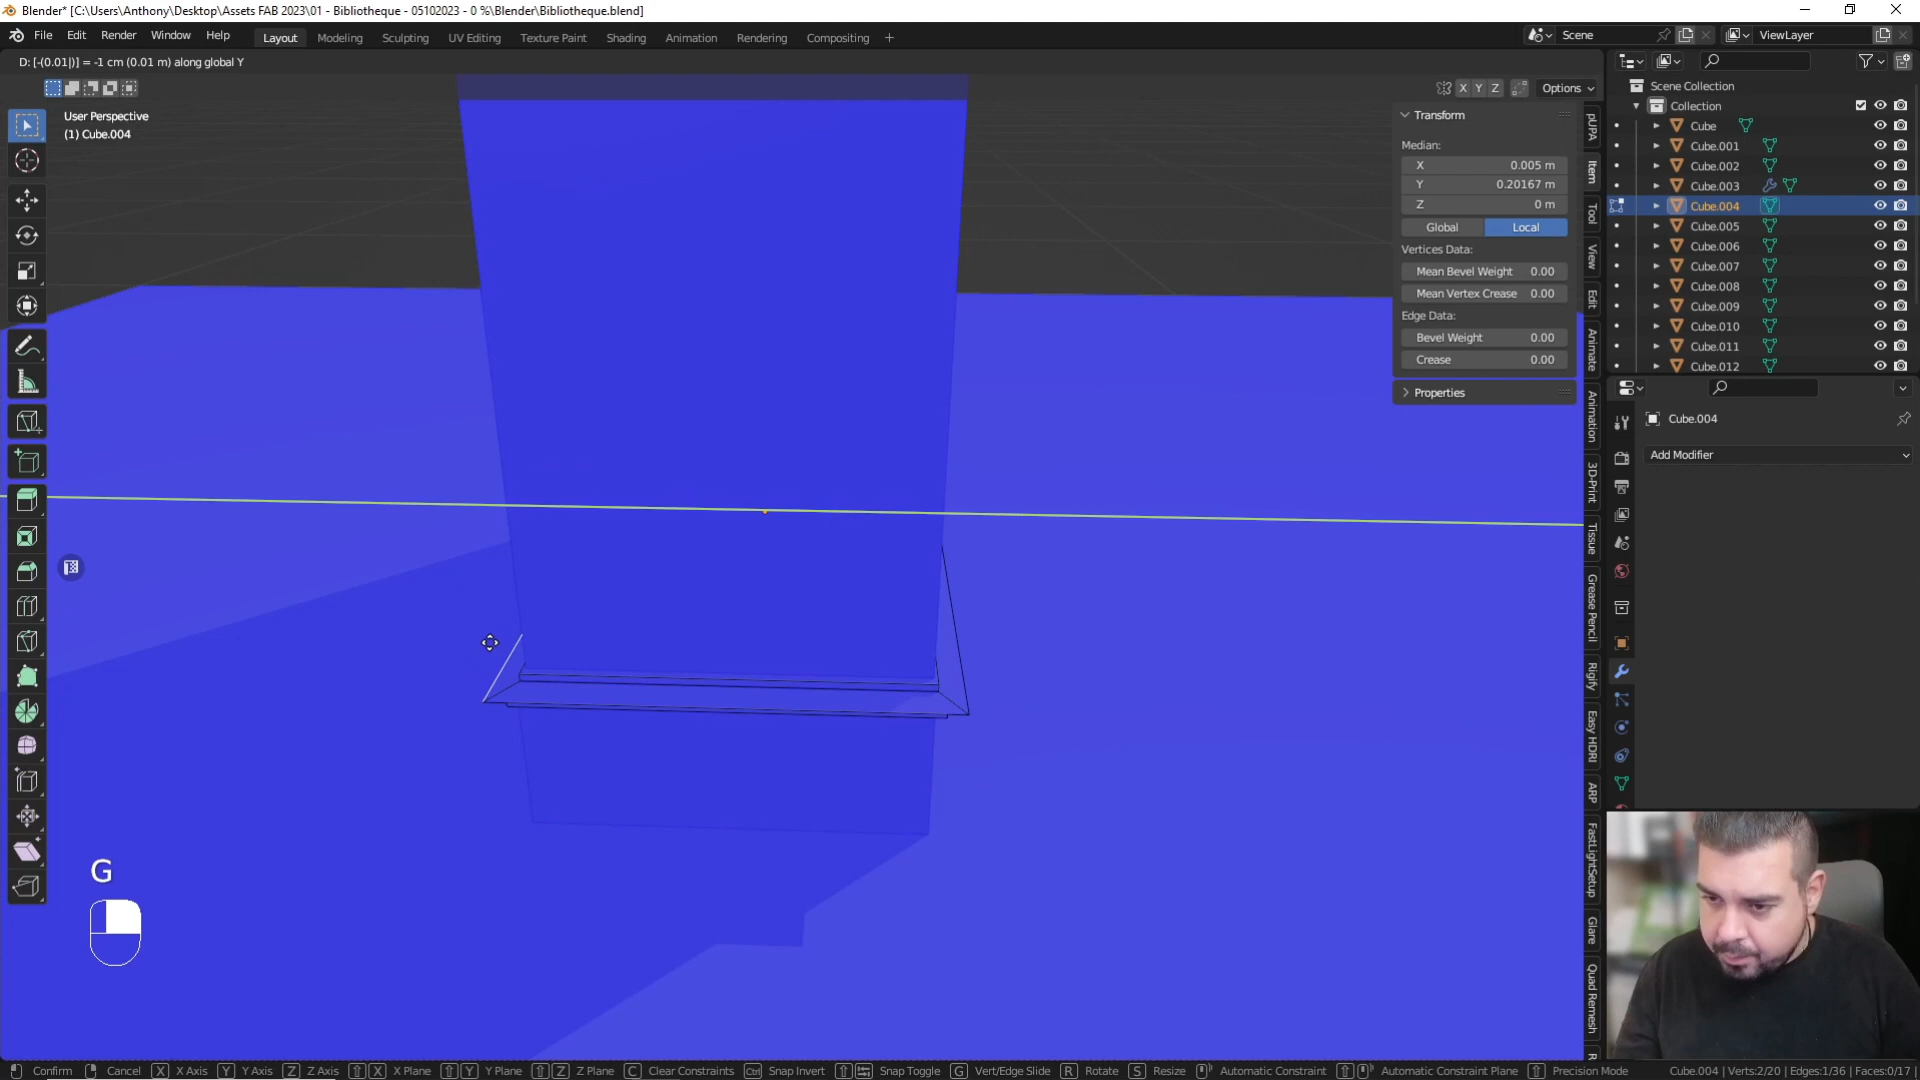 Blender* [C:\Users\Anthony\Desktop\Assets FAB 2023\01 - Bibliotheque - 05102023 - 0 %\Blender\Bibliotheque.blend]
File Edit Render Window Help Layout Modeling Sculpting UV Editing Texture Paint Shading Animation Rendering Compositing + Scene ViewLayer
D: [-(0.01|)] = -1 cm (0.01 m) along global Y
X Y Z Options
User Perspective
(1) Cube.004
Transform
Median:
X 0.005 m
Y 0.20167 m
Z 0 m
Global Local
Vertices Data:
Mean Bevel Weight 0.00
Mean Vertex Crease 0.00
Edge Data:
Bevel Weight 0.00
Crease 0.00
Properties
pUPA
Item
Tool
View
Edit
Animate
Animation
3D-Print
Tissue
Grease Pencil
Rigify
Easy HDRI
ARP
FastLightSetup
Glare
Quad Remesh
R
Scene Collection
Collection
Cube
Cube.001
Cube.002
Cube.003
Cube.004
Cube.005
Cube.006
Cube.007
Cube.008
Cube.009
Cube.010
Cube.011
Cube.012
Cube.004
Add Modifier
G
Confirm Cancel X X Axis Y Y Axis Z Z Axis X X Plane Y Y Plane Z Z Plane C Clear Constraints Ctrl Snap Invert Snap Toggle G Vert/Edge Slide R Rotate S Resize Automatic Constraint Automatic Constraint Plane Precision Mode Cube.004 | Verts:2/20 | Edges:1/36 | Faces:0/17 |